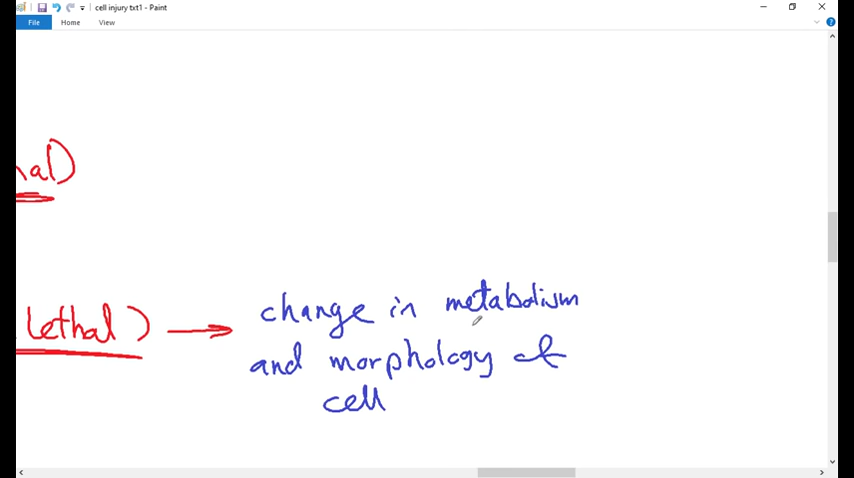 cell injury txt1 - Paint
File Home View
nal)
lethal) → change in metabolism
and morphology of
cell